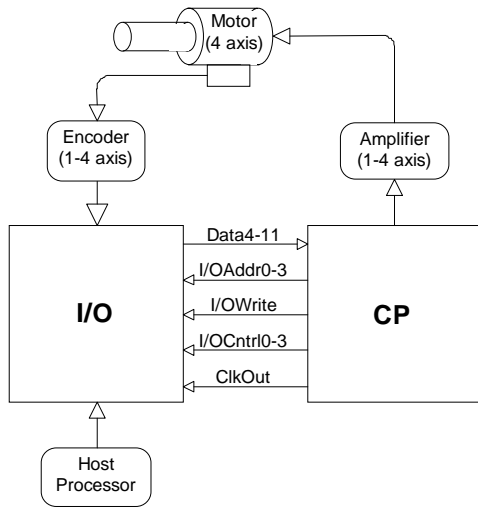 Motor
(4 axis)
Encoder
(1-4 axis)
Amplifier
(1-4 axis)
I/O
Data4-11
I/OAddr0-3
I/OWrite
I/OCntrl0-3
ClkOut
CP
Host
Processor